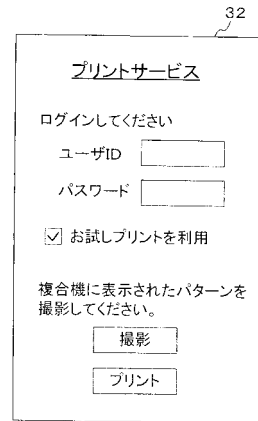 32
プリントサービス
ログインしてください
ユーザID
パスワード
お試しプリントを利用
複合機に表示されたパターンを
撮影してください。
撮影
プリント